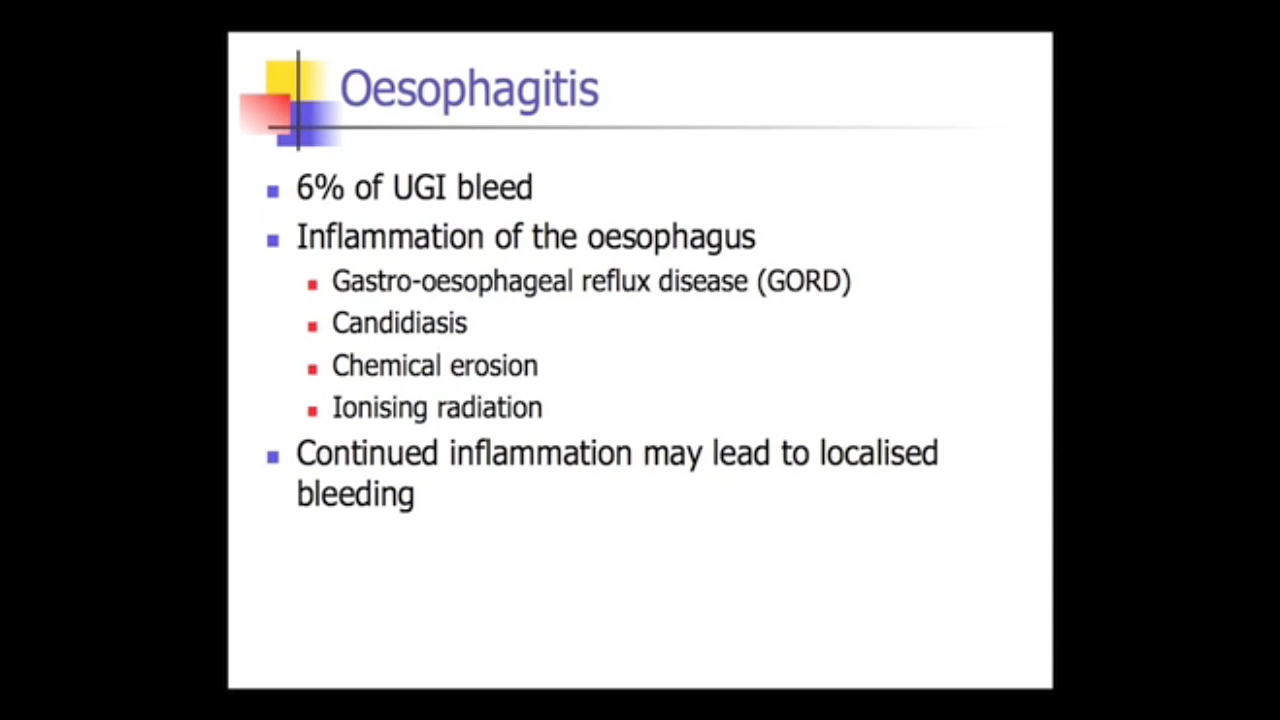 Oesophagitis
6% of UGI bleed
Inflammation of the oesophagus
Gastro-oesophageal reflux disease (GORD)
Candidiasis
Chemical erosion
Ionising radiation
Continued inflammation may lead to localised
bleeding